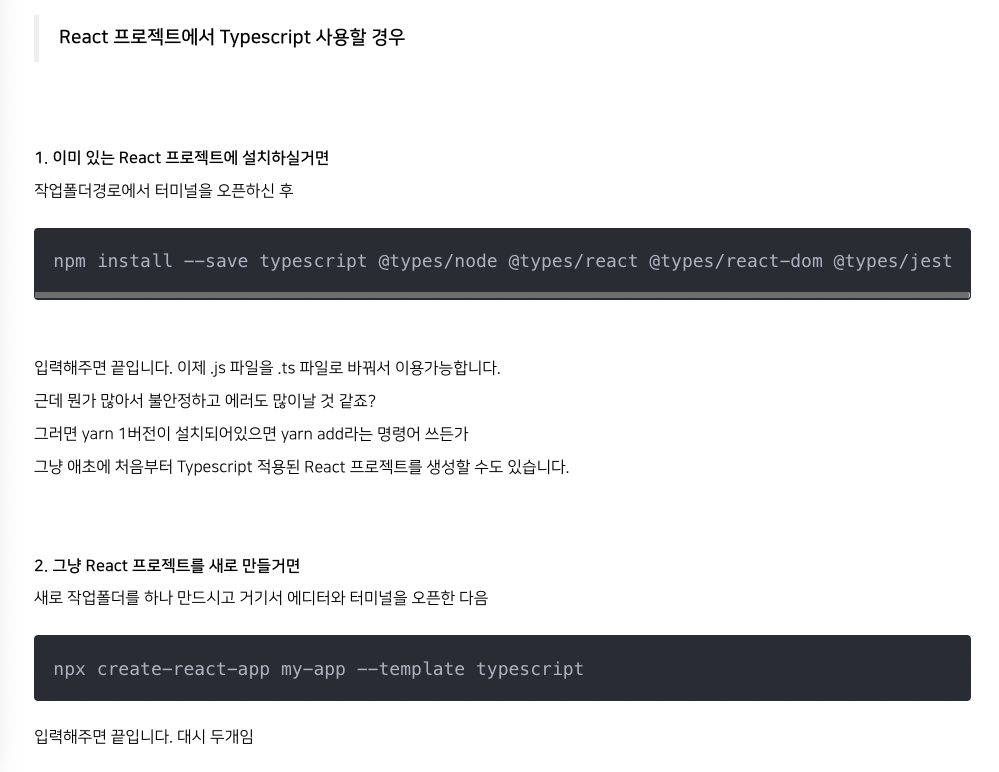 React 프로젝트에서 Typescript 사용할 경우
1. 이미 있는 React 프로젝트에 설치하실거면
작업폴더경로에서 터미널을 오픈하신 후
npm install --save typescript @types/node @types/react @types/react-dom @types/jest
입력해주면 끝입니다. 이제 .js 파일을 .ts 파일로 바꿔서 이용가능합니다.
근데 뭔가 많아서 불안정하고 에러도 많이날 것 같죠?
그러면 yarn 1버전이 설치되어있으면 yarn add라는 명령어 쓰든가
그냥 애초에 처음부터 Typescript 적용된 React 프로젝트를 생성할 수도 있습니다.
2. 그냥 React 프로젝트를 새로 만들거면
새로 작업폴더를 하나 만드시고 거기서 에디터와 터미널을 오픈한 다음
npx create-react-app my-app --template typescript
입력해주면 끝입니다. 대시 두개임